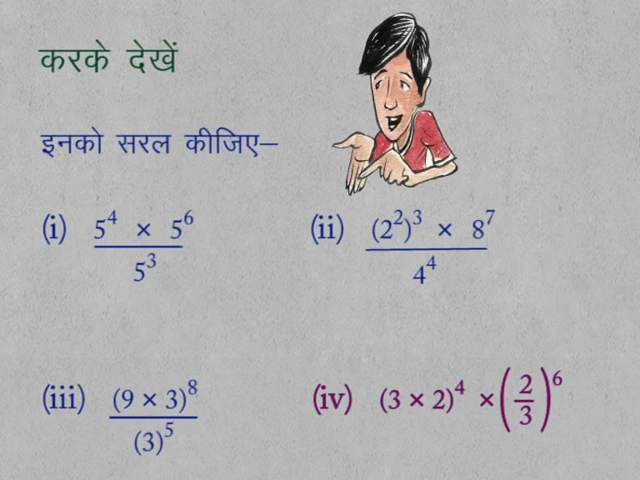 करके देखें
इनको सरल कीजिए–
(i) 5⁴ × 5⁶ / 5³
(ii) (2²)³ × 8⁷ / 4⁴
(iii) (9 × 3)⁸ / (3)⁵
(iv) (3 × 2)⁴ × (2/3)⁶